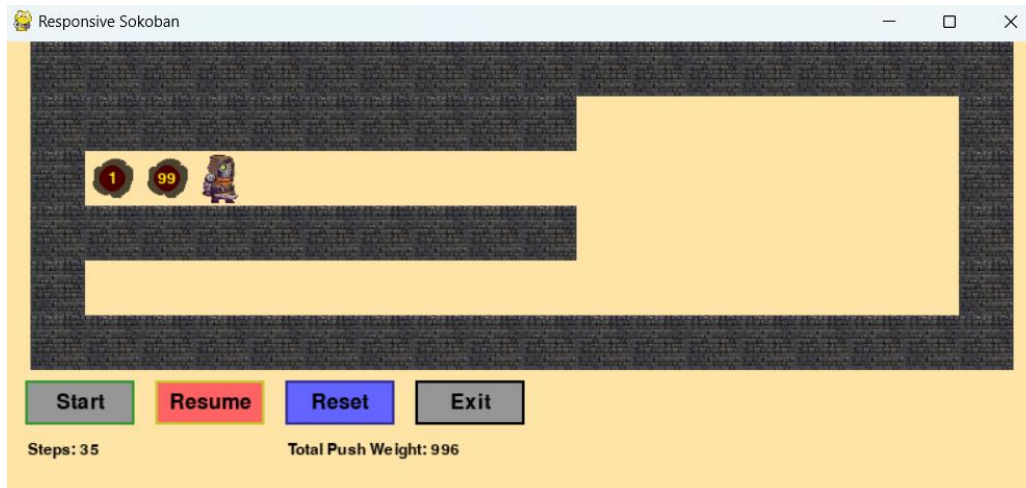 Responsive Sokoban
1 99
Start Resume Reset Exit
Steps: 35 Total Push Weight: 996